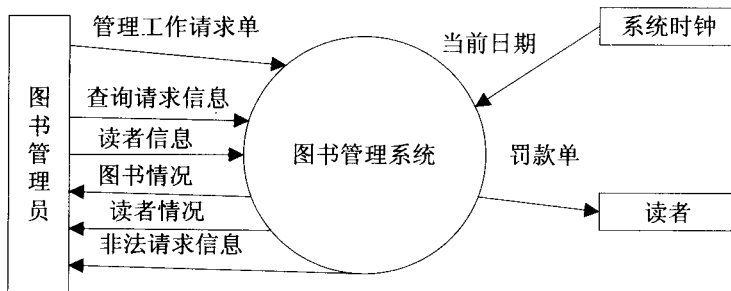 管理工作请求单
当前日期
系统时钟
图书管理员
查询请求信息
读者信息
图书管理系统
罚款单
图书情况
读者情况
读者
非法请求信息